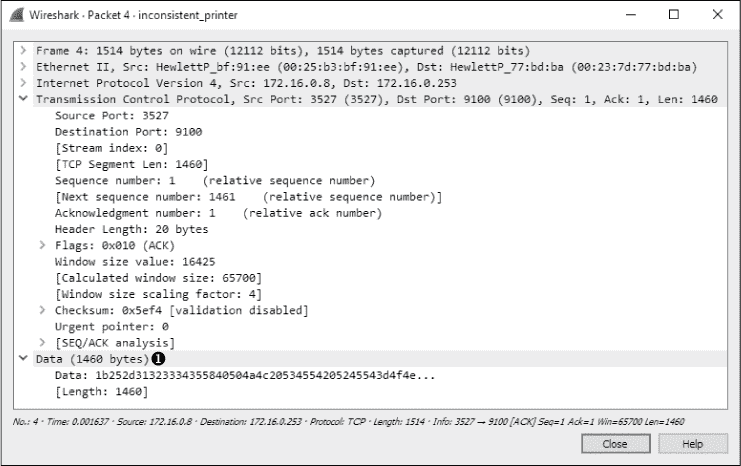 Wireshark · Packet 4 · inconsistent_printer
Frame 4: 1514 bytes on wire (12112 bits), 1514 bytes captured (12112 bits)
Ethernet II, Src: HewlettP_bf:91:ee (00:25:b3:bf:91:ee), Dst: HewlettP_77:bd:ba (00:23:7d:77:bd:ba)
Internet Protocol Version 4, Src: 172.16.0.8, Dst: 172.16.0.253
Transmission Control Protocol, Src Port: 3527 (3527), Dst Port: 9100 (9100), Seq: 1, Ack: 1, Len: 1460
Source Port: 3527
Destination Port: 9100
[Stream index: 0]
[TCP Segment Len: 1460]
Sequence number: 1 (relative sequence number)
[Next sequence number: 1461 (relative sequence number)]
Acknowledgment number: 1 (relative ack number)
Header Length: 20 bytes
Flags: 0x010 (ACK)
Window size value: 16425
[Calculated window size: 65700]
[Window size scaling factor: 4]
Checksum: 0x5ef4 [validation disabled]
Urgent pointer: 0
[SEQ/ACK analysis]
Data (1460 bytes) ❶
Data: 1b252d31323334355840504a4c20534554205245543d4f4e...
[Length: 1460]
No.: 4 · Time: 0.001637 · Source: 172.16.0.8 · Destination: 172.16.0.253 · Protocol: TCP · Length: 1514 · Info: 3527 → 9100 [ACK] Seq=1 Ack=1 Win=65700 Len=1460
Close
Help